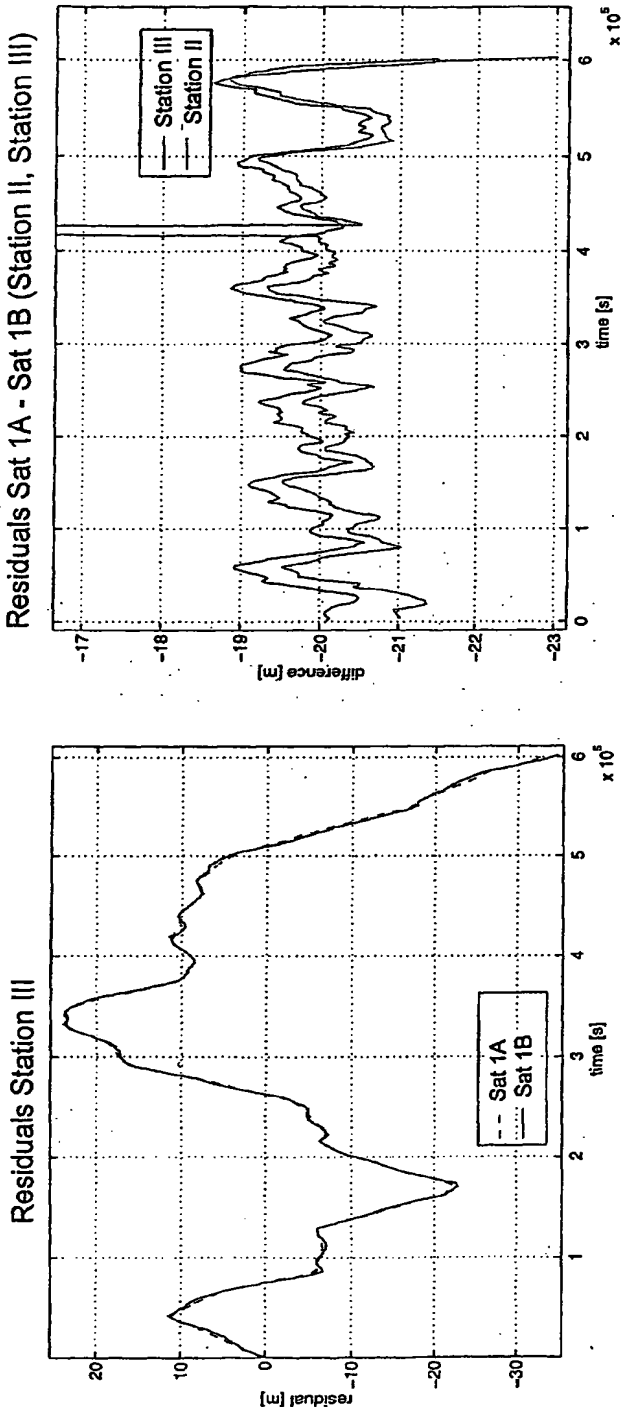 Residuals Station III
20
10
0
-10
-20
-30
residual [m]
1
2
3
4
5
6
x 10^5
time [s]
Sat 1A
Sat 1B
Residuals Sat 1A - Sat 1B (Station II, Station III)
-17
-18
-19
-20
-21
-22
-23
difference [m]
0
1
2
3
4
5
6
x 10^5
time [s]
Station III
Station II